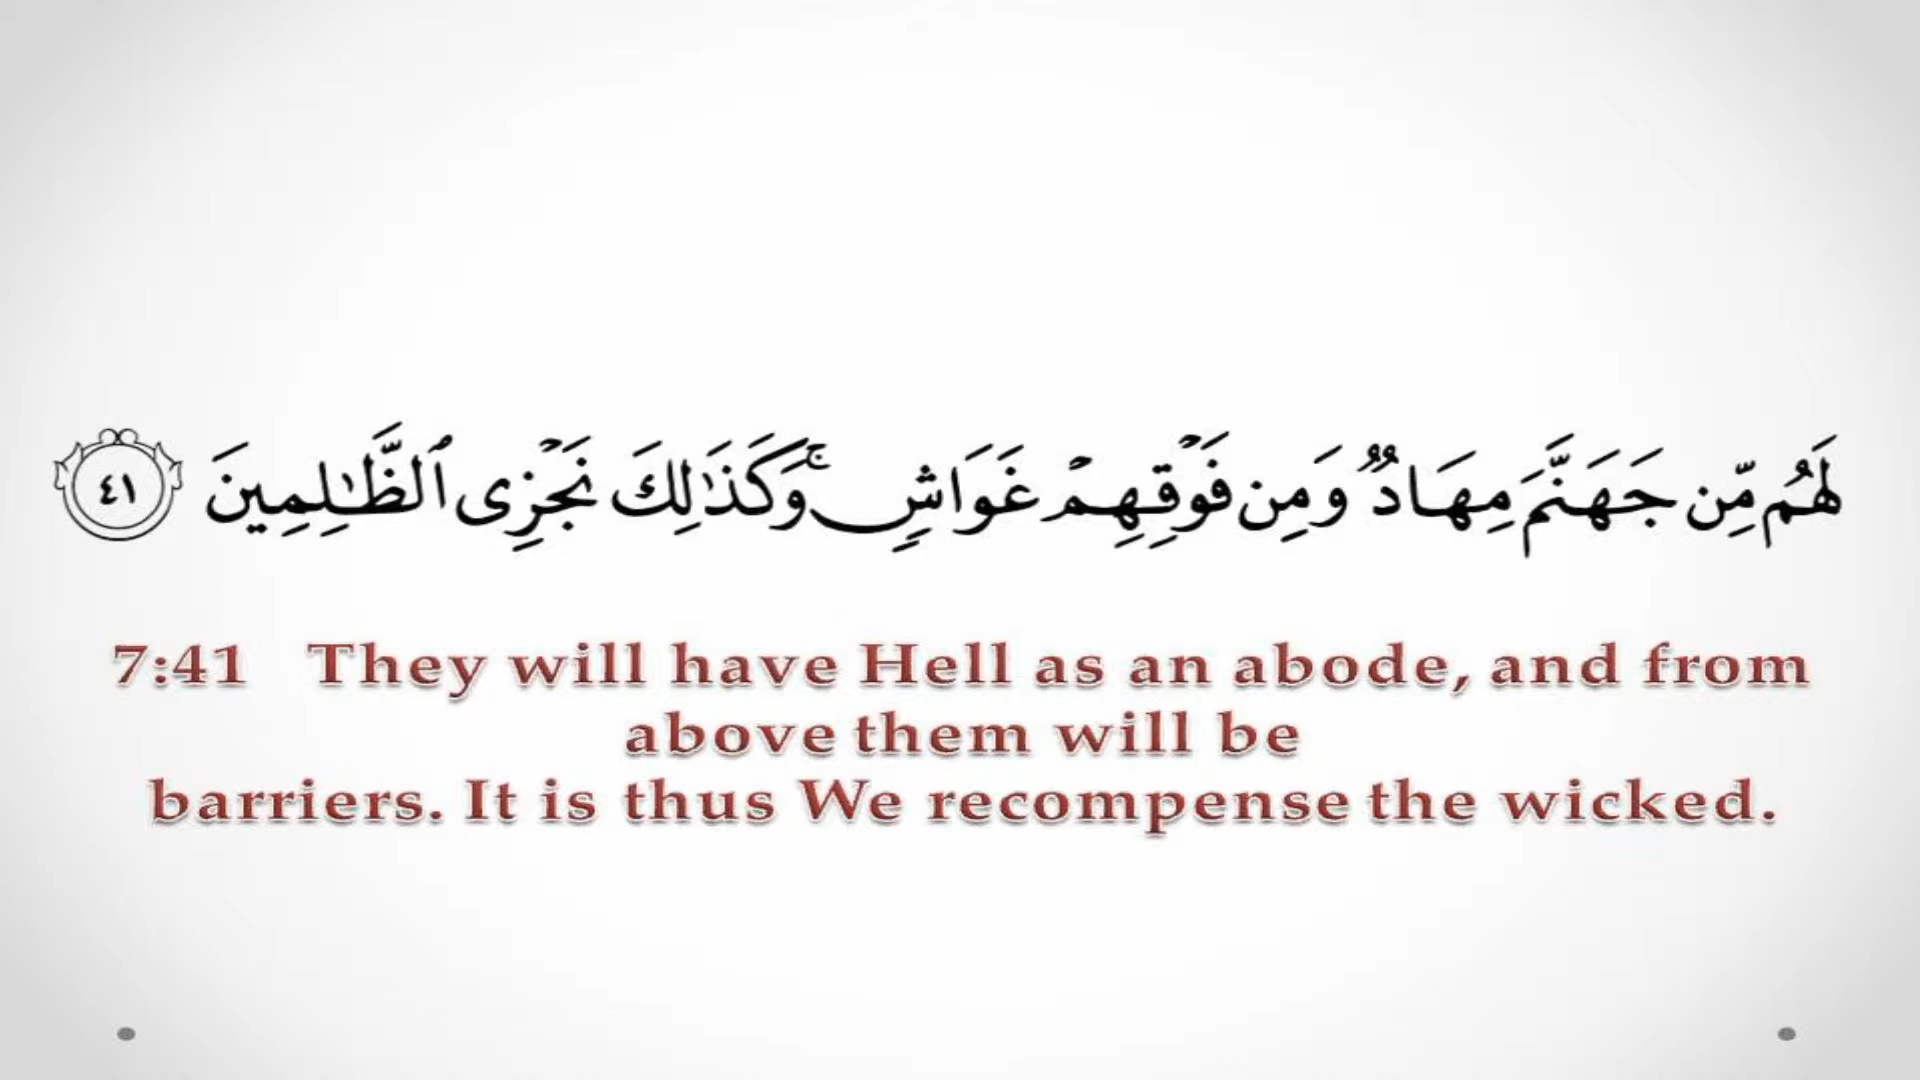 لَهُم مِّن جَهَنَّمَ مِهَادٌ وَمِن فَوْقِهِمْ غَوَاشٍ ۚ وَكَذَٰلِكَ نَجْزِى ٱلظَّـٰلِمِينَ ٤١
7:41 They will have Hell as an abode, and from
above them will be
barriers. It is thus We recompense the wicked.